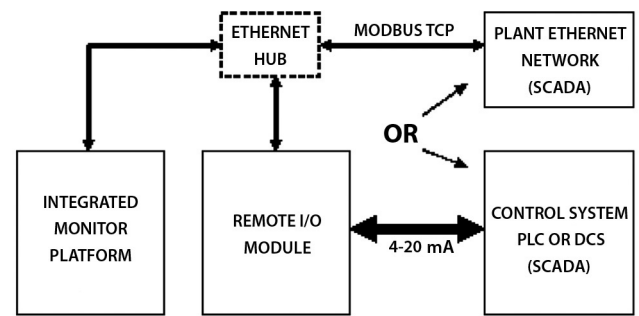 ETHERNET
HUB
MODBUS TCP
PLANT ETHERNET
NETWORK
(SCADA)
OR
INTEGRATED
MONITOR
PLATFORM
REMOTE I/O
MODULE
4-20 mA
CONTROL SYSTEM
PLC OR DCS
(SCADA)